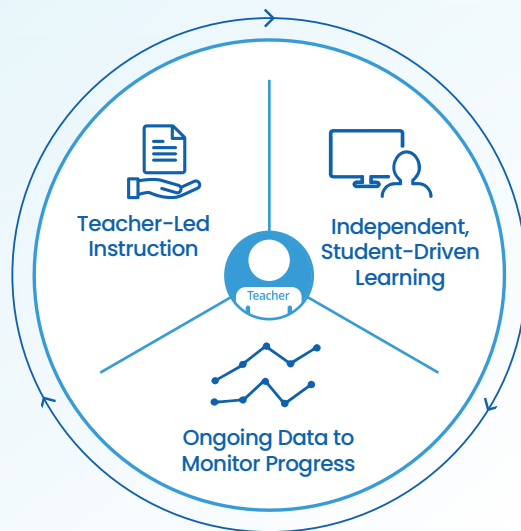 Teacher-Led
Instruction
Independent,
Student-Driven
Learning
Teacher
Ongoing Data to
Monitor Progress